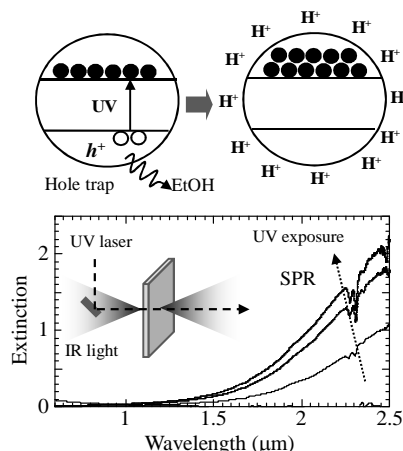 H⁺ H⁺
H⁺ H⁺
H⁺ H⁺
UV
H⁺ H
h⁺
H⁺ H⁺
Hole trap
EtOH
H⁺ H⁺
H⁺ H⁺
UV laser
UV exposure
SPR
IR light
Extinction
2
1
0
1 1.5 2 2.5
Wavelength (μm)